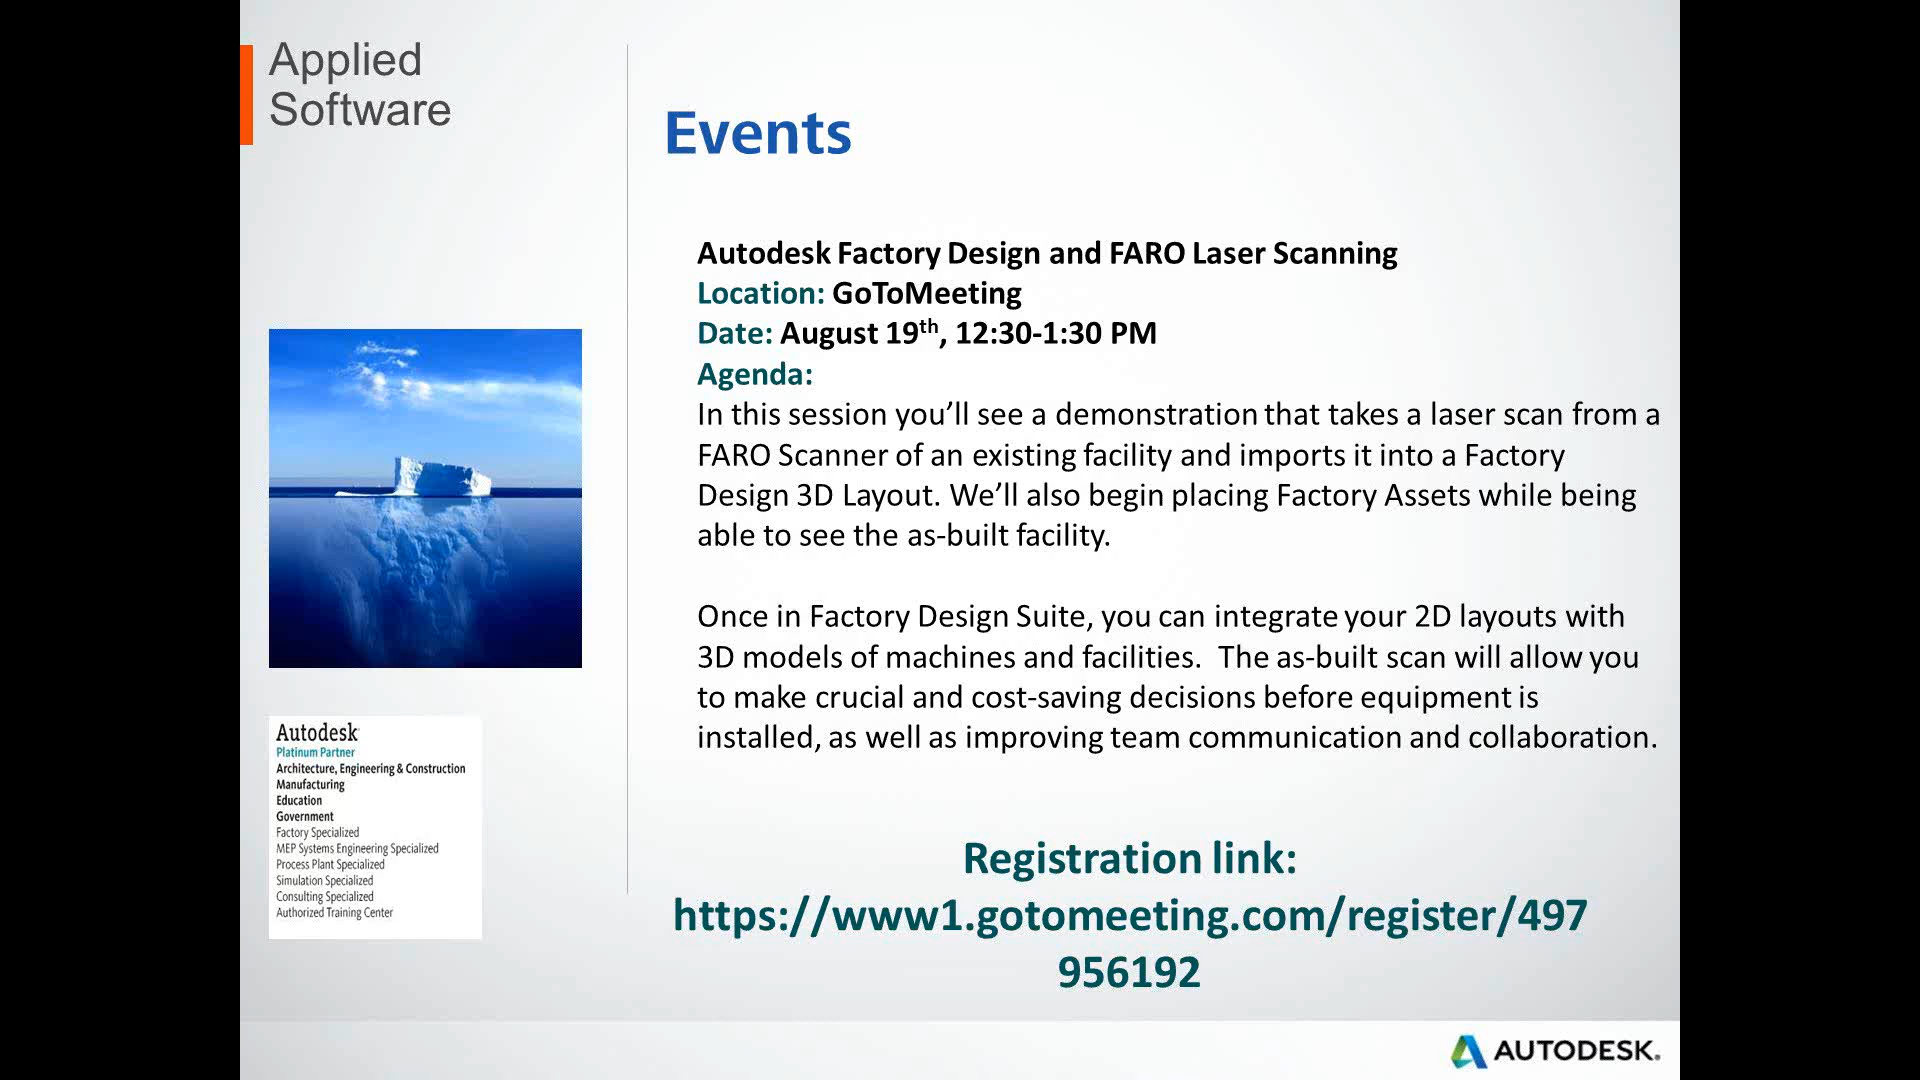 Applied
Software
Events
Autodesk Factory Design and FARO Laser Scanning
Location: GoToMeeting
Date: August 19th, 12:30-1:30 PM
Agenda:
In this session you’ll see a demonstration that takes a laser scan from a
FARO Scanner of an existing facility and imports it into a Factory
Design 3D Layout. We’ll also begin placing Factory Assets while being
able to see the as-built facility.
Once in Factory Design Suite, you can integrate your 2D layouts with
3D models of machines and facilities.  The as-built scan will allow you
to make crucial and cost-saving decisions before equipment is
installed, as well as improving team communication and collaboration.
Registration link:
https://www1.gotomeeting.com/register/497
956192
Autodesk
Platinum Partner
Architecture, Engineering & Construction
Manufacturing
Education
Government
Factory Specialized
MEP Systems Engineering Specialized
Process Plant Specialized
Simulation Specialized
Consulting Specialized
Authorized Training Center
AUTODESK.